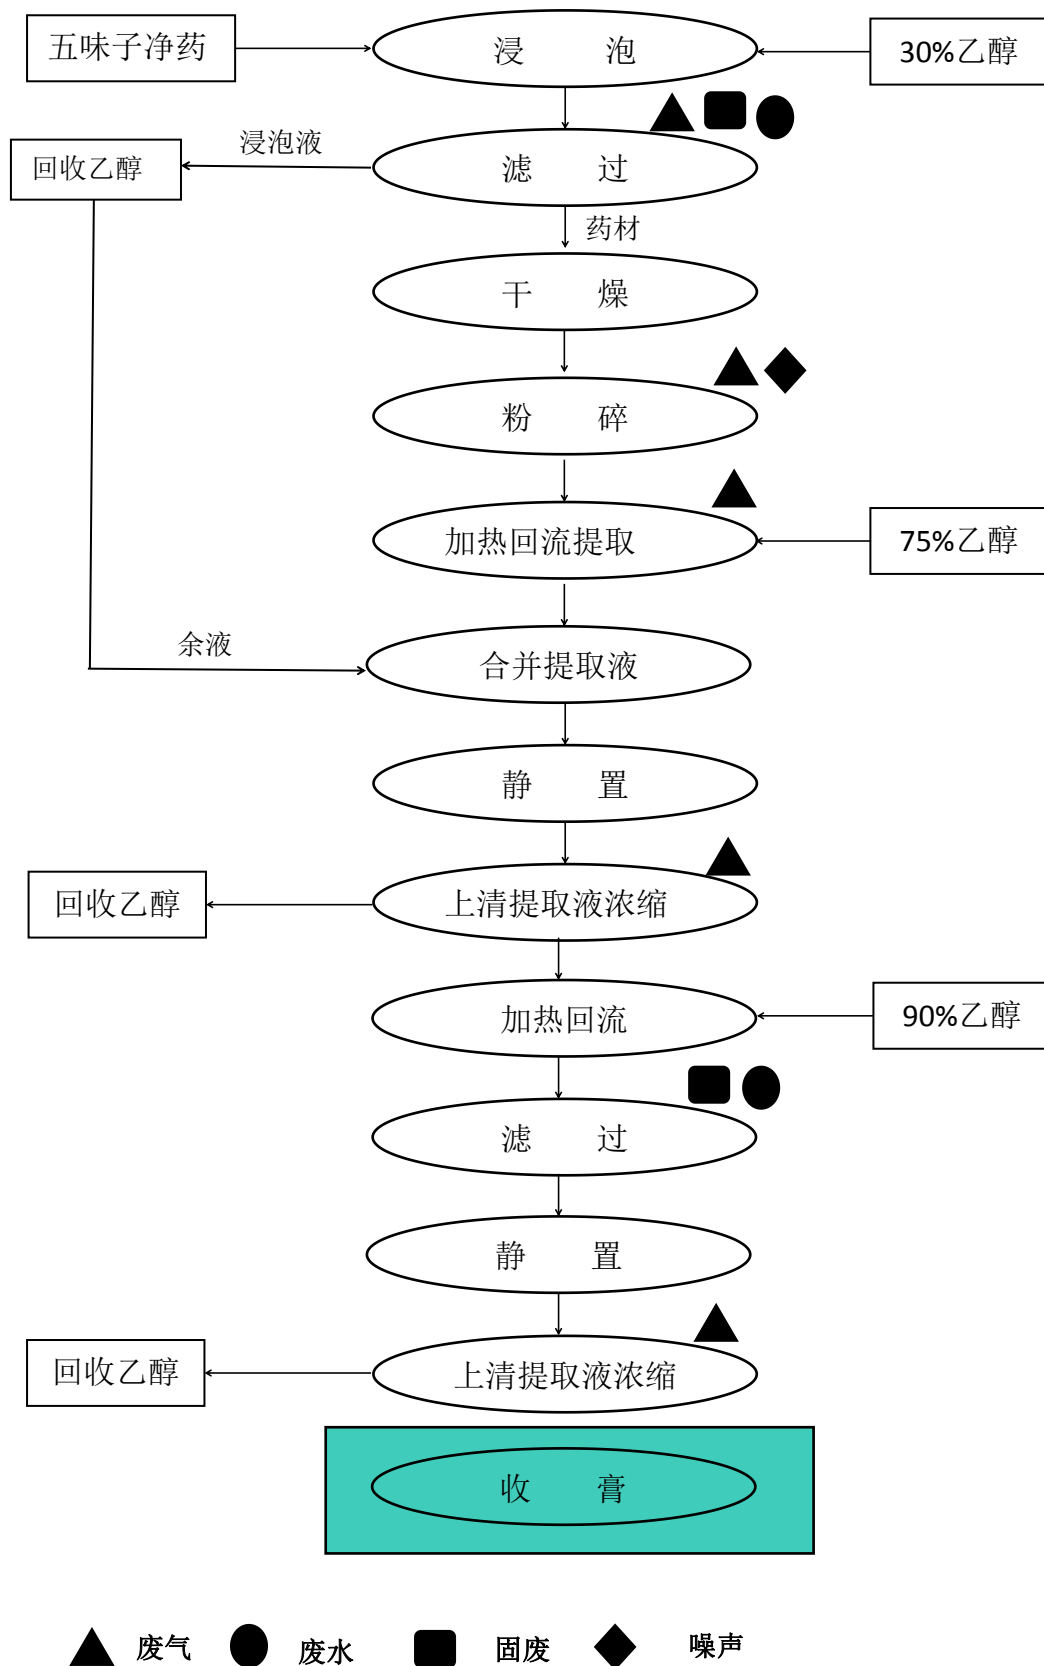 五味子净药
浸 泡
30%乙醇
浸泡液
回收乙醇
滤 过
药材
干 燥
粉 碎
加热回流提取
75%乙醇
余液
合并提取液
静 置
回收乙醇
上清提取液浓缩
加热回流
90%乙醇
滤 过
静 置
回收乙醇
上清提取液浓缩
收 膏
废气 废水 固废 噪声